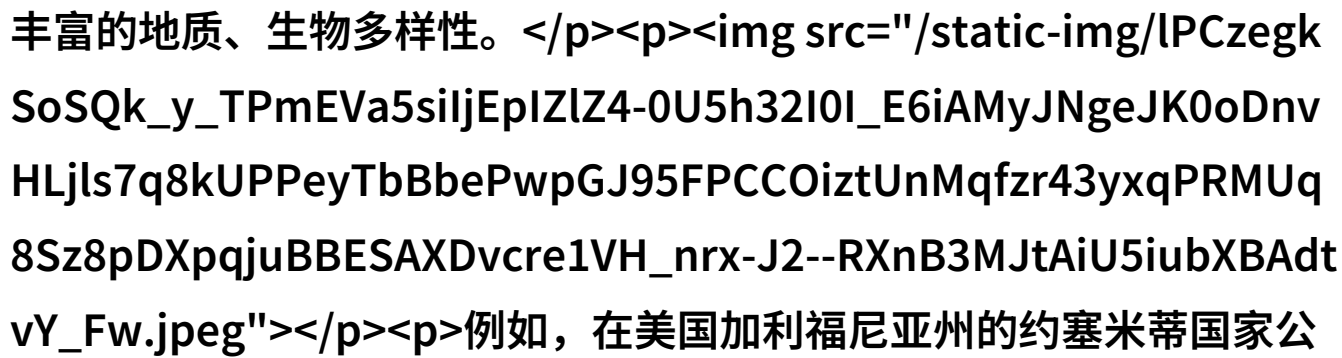 丰富的地质、生物多样性。</p><p><img src="/static-img/lPCzegk
SoSQk_y_TPmEVa5siIjEpIZlZ4-0U5h32I0I_E6iAMyJNgeJK0oDnv
HLjls7q8kUPPeyTbBbePwpGJ95FPCCOiztUnMqfzr43yxqPRMUq
8Sz8pDXpqjuBBESAXDvcre1VH_nrx-J2--RXnB3MJtAiU5iubXBAdt
vY_Fw.jpeg"></p><p>例如，在美国加利福尼亚州的约塞米蒂国家公